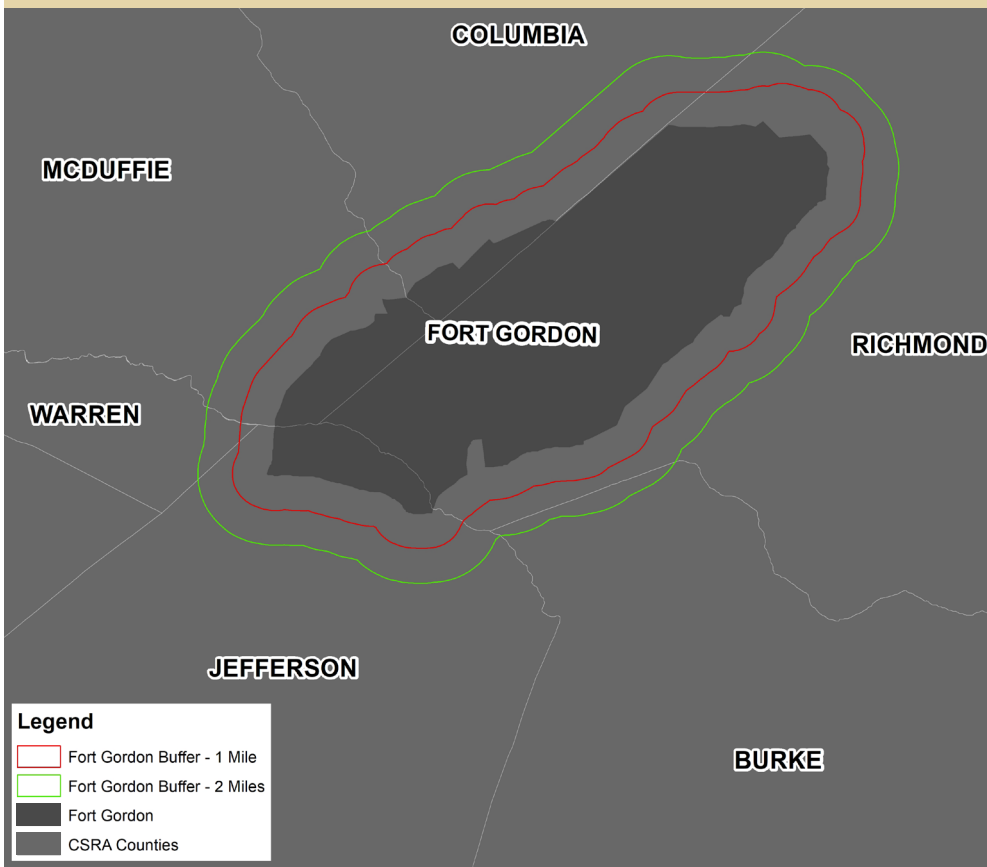 COLUMBIA
MCDUFFIE
FORT GORDON
RICHMOND
WARREN
JEFFERSON
BURKE
Legend
Fort Gordon Buffer - 1 Mile
Fort Gordon Buffer - 2 Miles
Fort Gordon
CSRA Counties